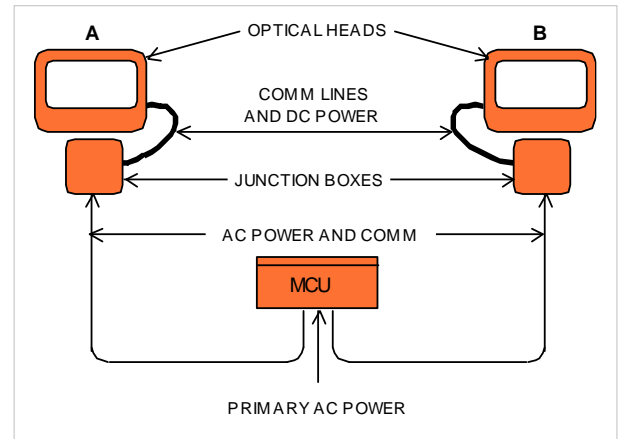 A
OPTICAL HEADS
B
COMM LINES
AND DC POWER
JUNCTION BOXES
AC POWER AND COMM
MCU
PRIMARY AC POWER